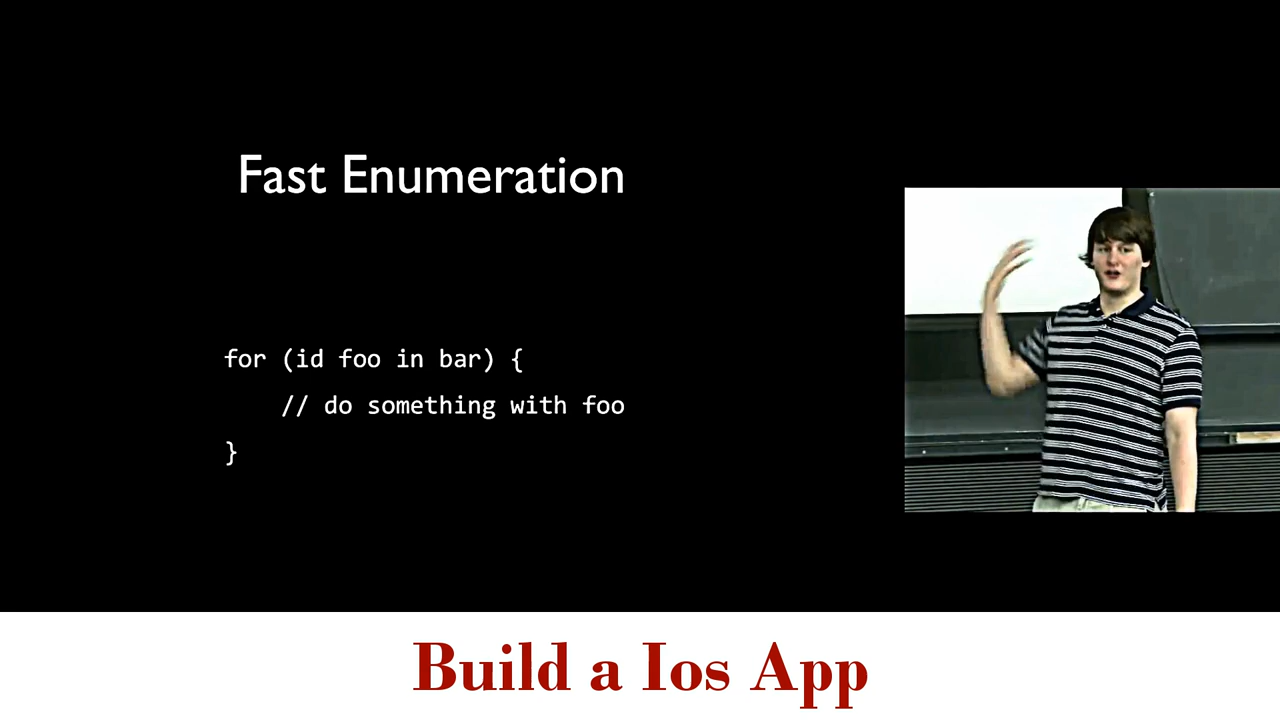 Fast Enumeration
for (id foo in bar) {
    // do something with foo
}
Build a Ios App